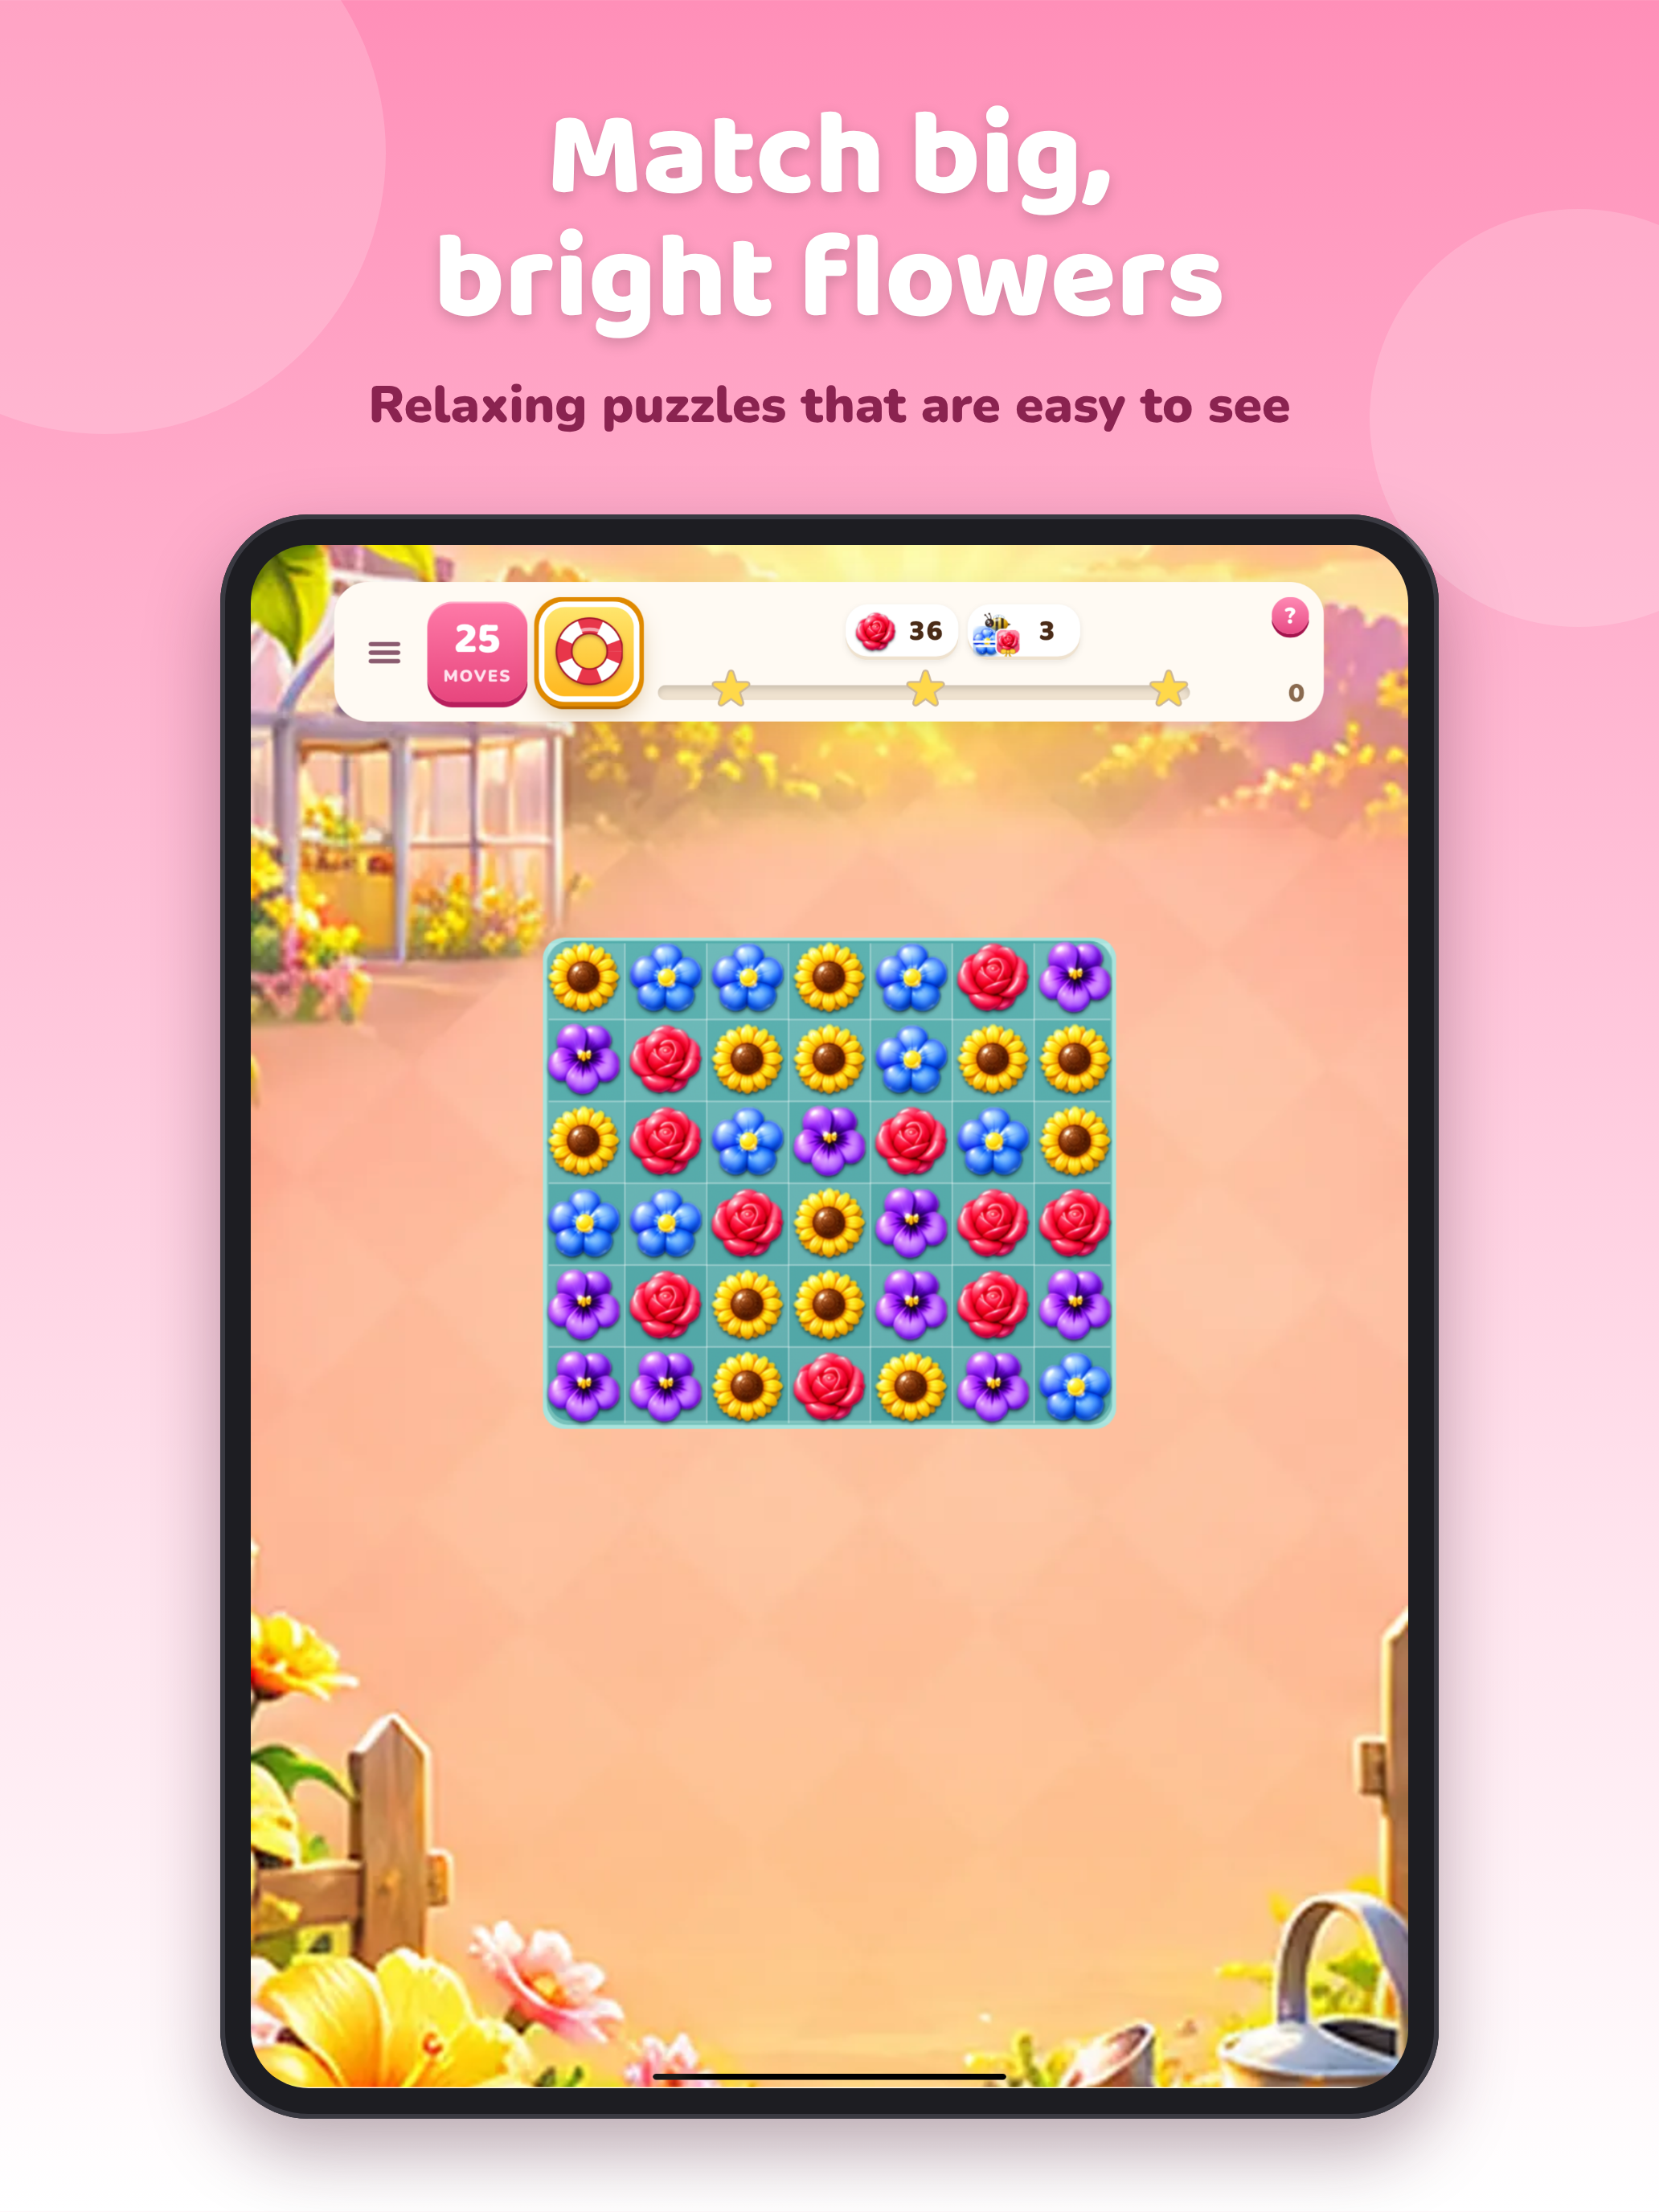 Match big,
bright flowers
Relaxing puzzles that are easy to see
25
MOVES
36
3
?
0